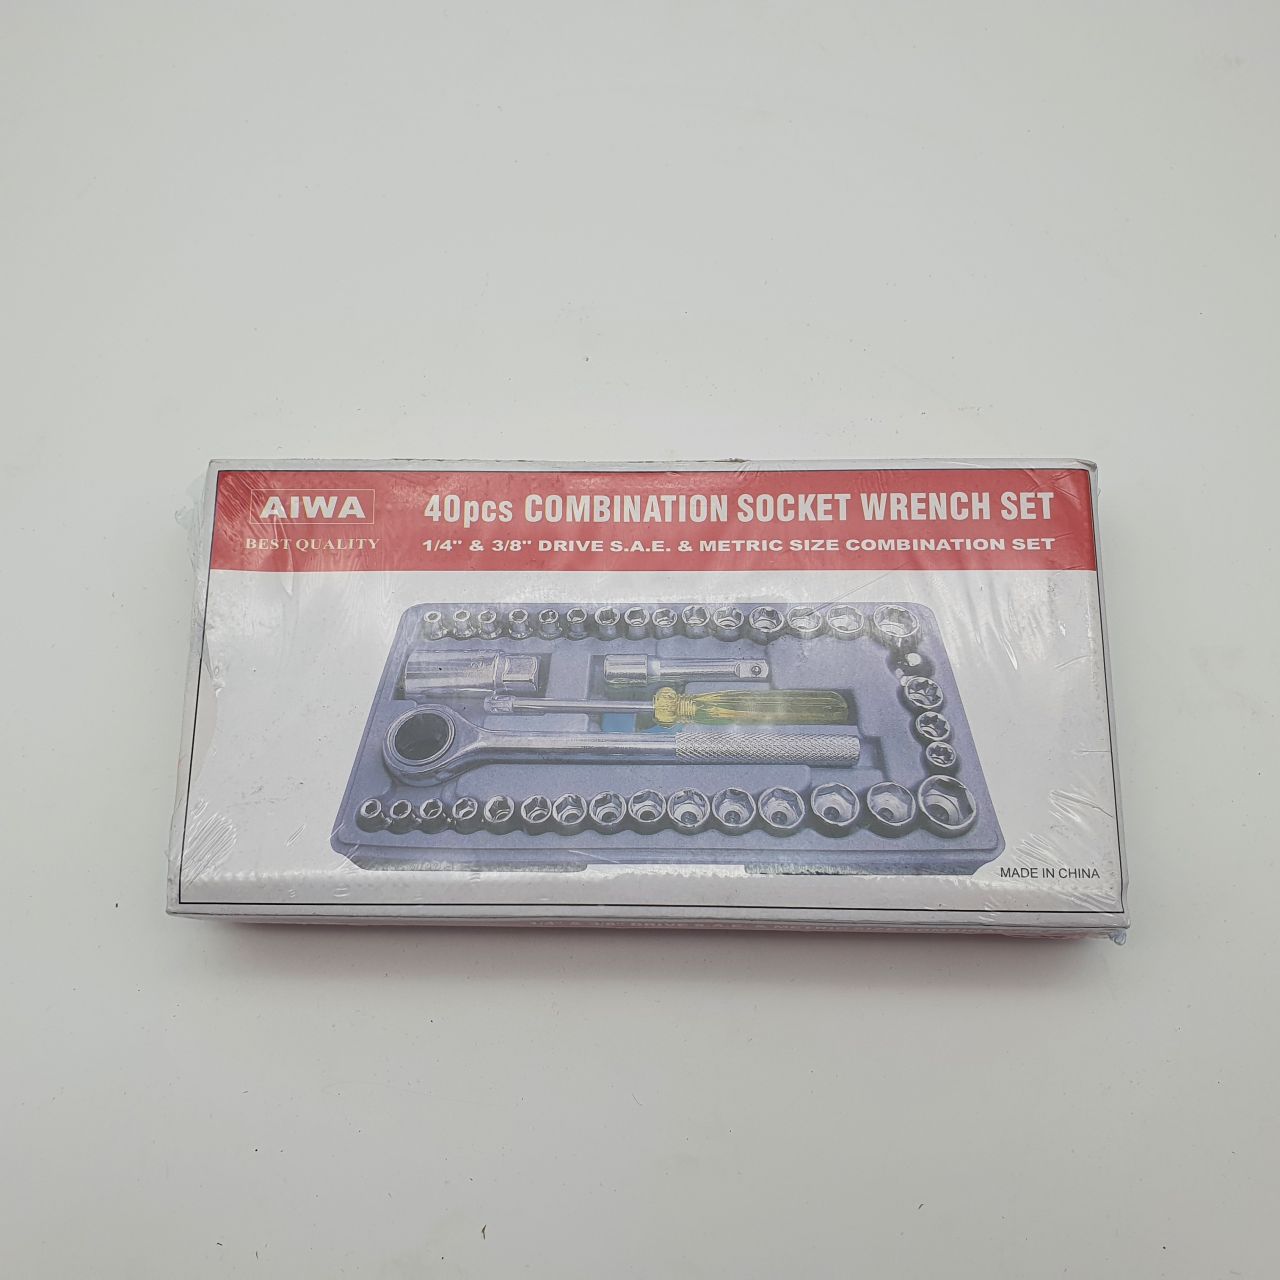 AIWA
BEST QUALITY
40pcs COMBINATION SOCKET WRENCH SET
1/4" & 3/8" DRIVE S.A.E. & METRIC SIZE COMBINATION SET
MADE IN CHINA